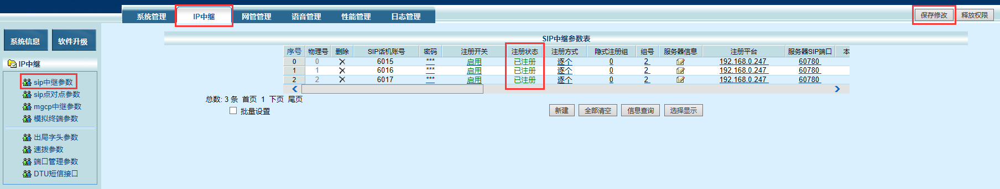 系统管理 IP中继 网管管理 语音管理 性能管理 日志管理 保存修改 释放权限
系统信息 软件升级
IP中继
sip中继参数
sip点对点参数
mgcp中继参数
模拟终端参数
出局字头参数
速拨参数
端口管理参数
DTU短信接口
SIP中继参数表
序号 物理号 删除 SIP话机账号 密码 注册开关 注册状态 注册方式 隐式注册组 组号 服务器信息 注册平台 服务器SIP端口 本
0 0 6015 *** 启用 已注册 逐个 0 2 192.168.0.247 60780
1 1 6016 *** 启用 已注册 逐个 0 2 192.168.0.247 60780
2 2 6017 *** 启用 已注册 逐个 0 2 192.168.0.247 60780
总数: 3 条 首页 1 下页 尾页
批量设置 新建 全部清空 信息查询 选择显示